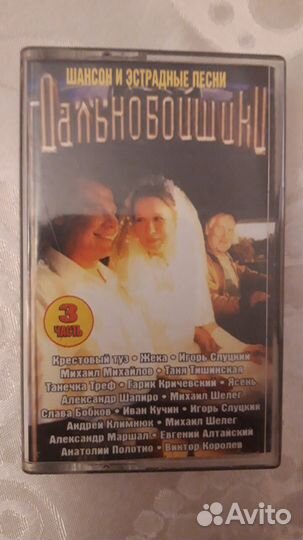 ШАНСОН И ЭСТРАДНЫЕ ПЕСНИ
ДальнобойщикИ
3
ЧАСТЬ
Крестовый туз • Жека • Игорь Слуцкий
Михаил Михайлов • Таня Тишинская
Танечка Треф • Гарик Кричевский • Ясень
Александр Шапиро • Михаил Шелег
Слава Бобков • Иван Кучин • Игорь Слуцкий
Андрей Климнюк • Михаил Шелег
Александр Маршал • Евгений Алтайский
Анатолий Полотно • Виктор Королев
Avito